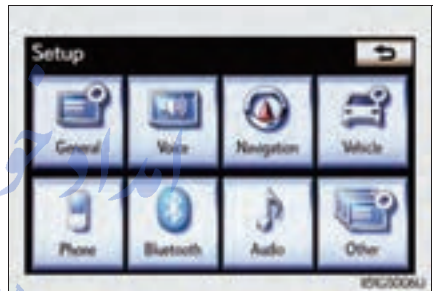 Setup
General Voice Navigation Vehicle
Phone Bluetooth Audio Other